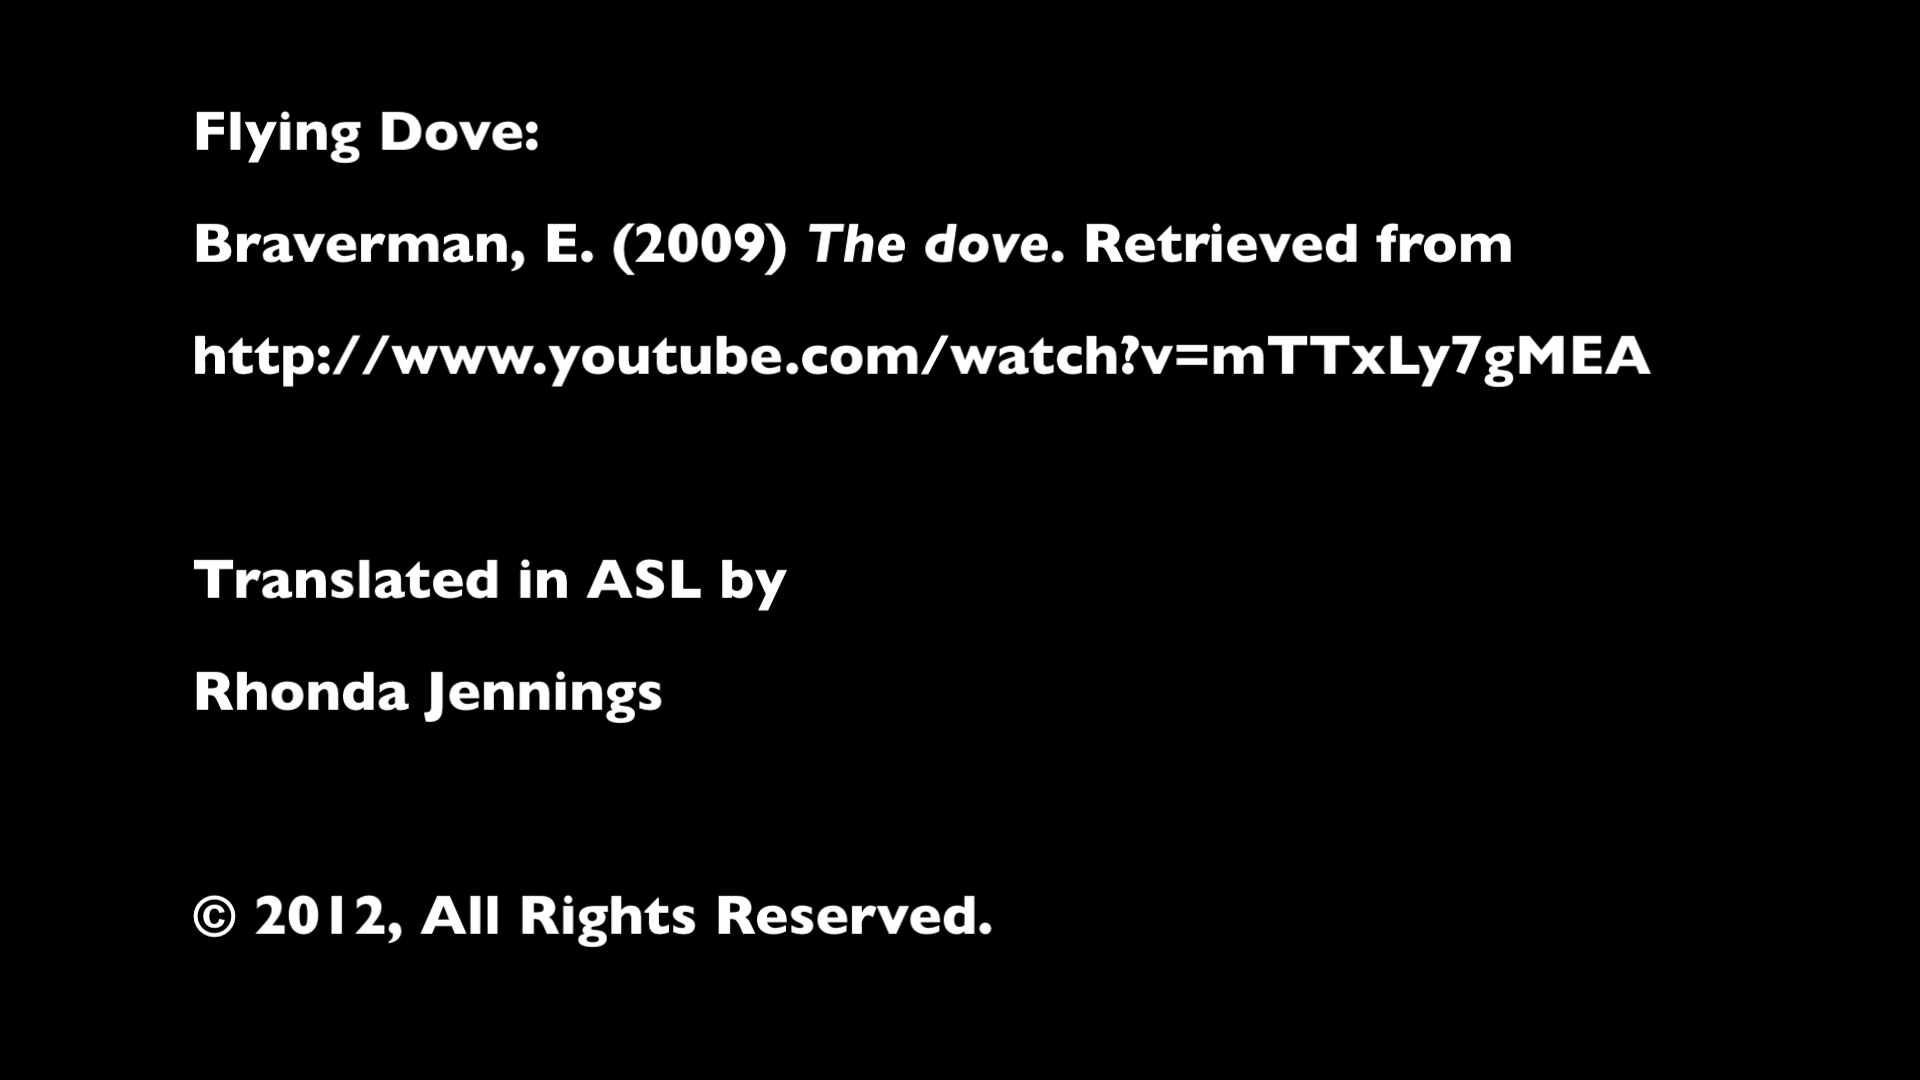 Flying Dove:
Braverman, E. (2009) The dove. Retrieved from
http://www.youtube.com/watch?v=mTTxLy7gMEA
Translated in ASL by
Rhonda Jennings
© 2012, All Rights Reserved.